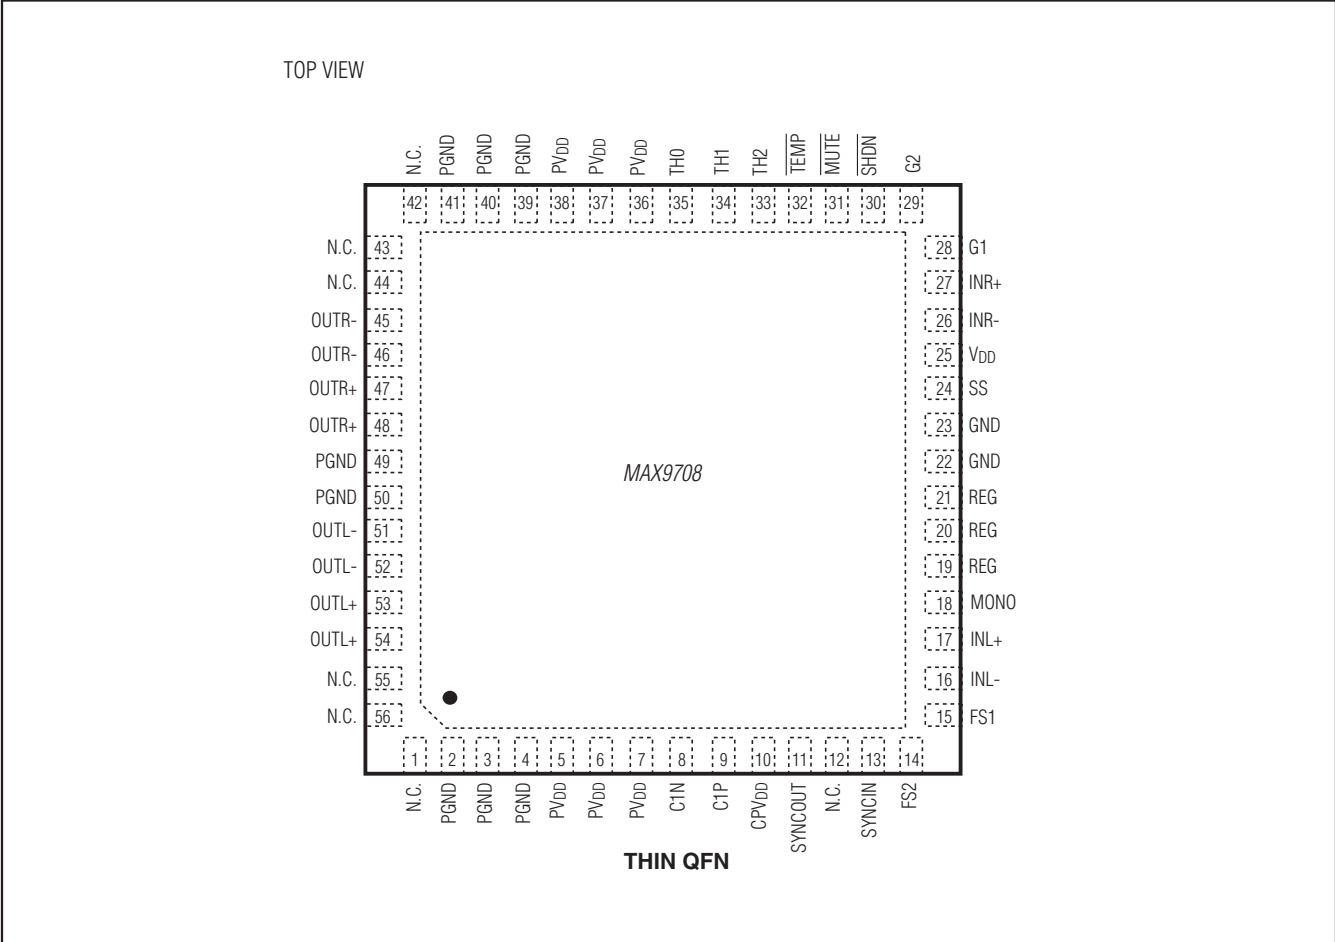 TOP VIEW
N.C. PGND PGND PGND PVDD PVDD PVDD TH0 TH1 TH2 TEMP MUTE SHDN G2
42 41 40 39 38 37 36 35 34 33 32 31 30 29
N.C. 43 28 G1
N.C. 44 27 INR+
OUTR- 45 26 INR-
OUTR- 46 25 VDD
OUTR+ 47 24 SS
OUTR+ 48 23 GND
PGND 49 22 GND
MAX9708
PGND 50 21 REG
OUTL- 51 20 REG
OUTL- 52 19 REG
OUTL+ 53 18 MONO
OUTL+ 54 17 INL+
N.C. 55 16 INL-
N.C. 56 15 FS1
1 2 3 4 5 6 7 8 9 10 11 12 13 14
N.C. PGND PGND PGND PVDD PVDD PVDD C1N C1P CPVDD SYNCOUT N.C. SYNCIN FS2
THIN QFN